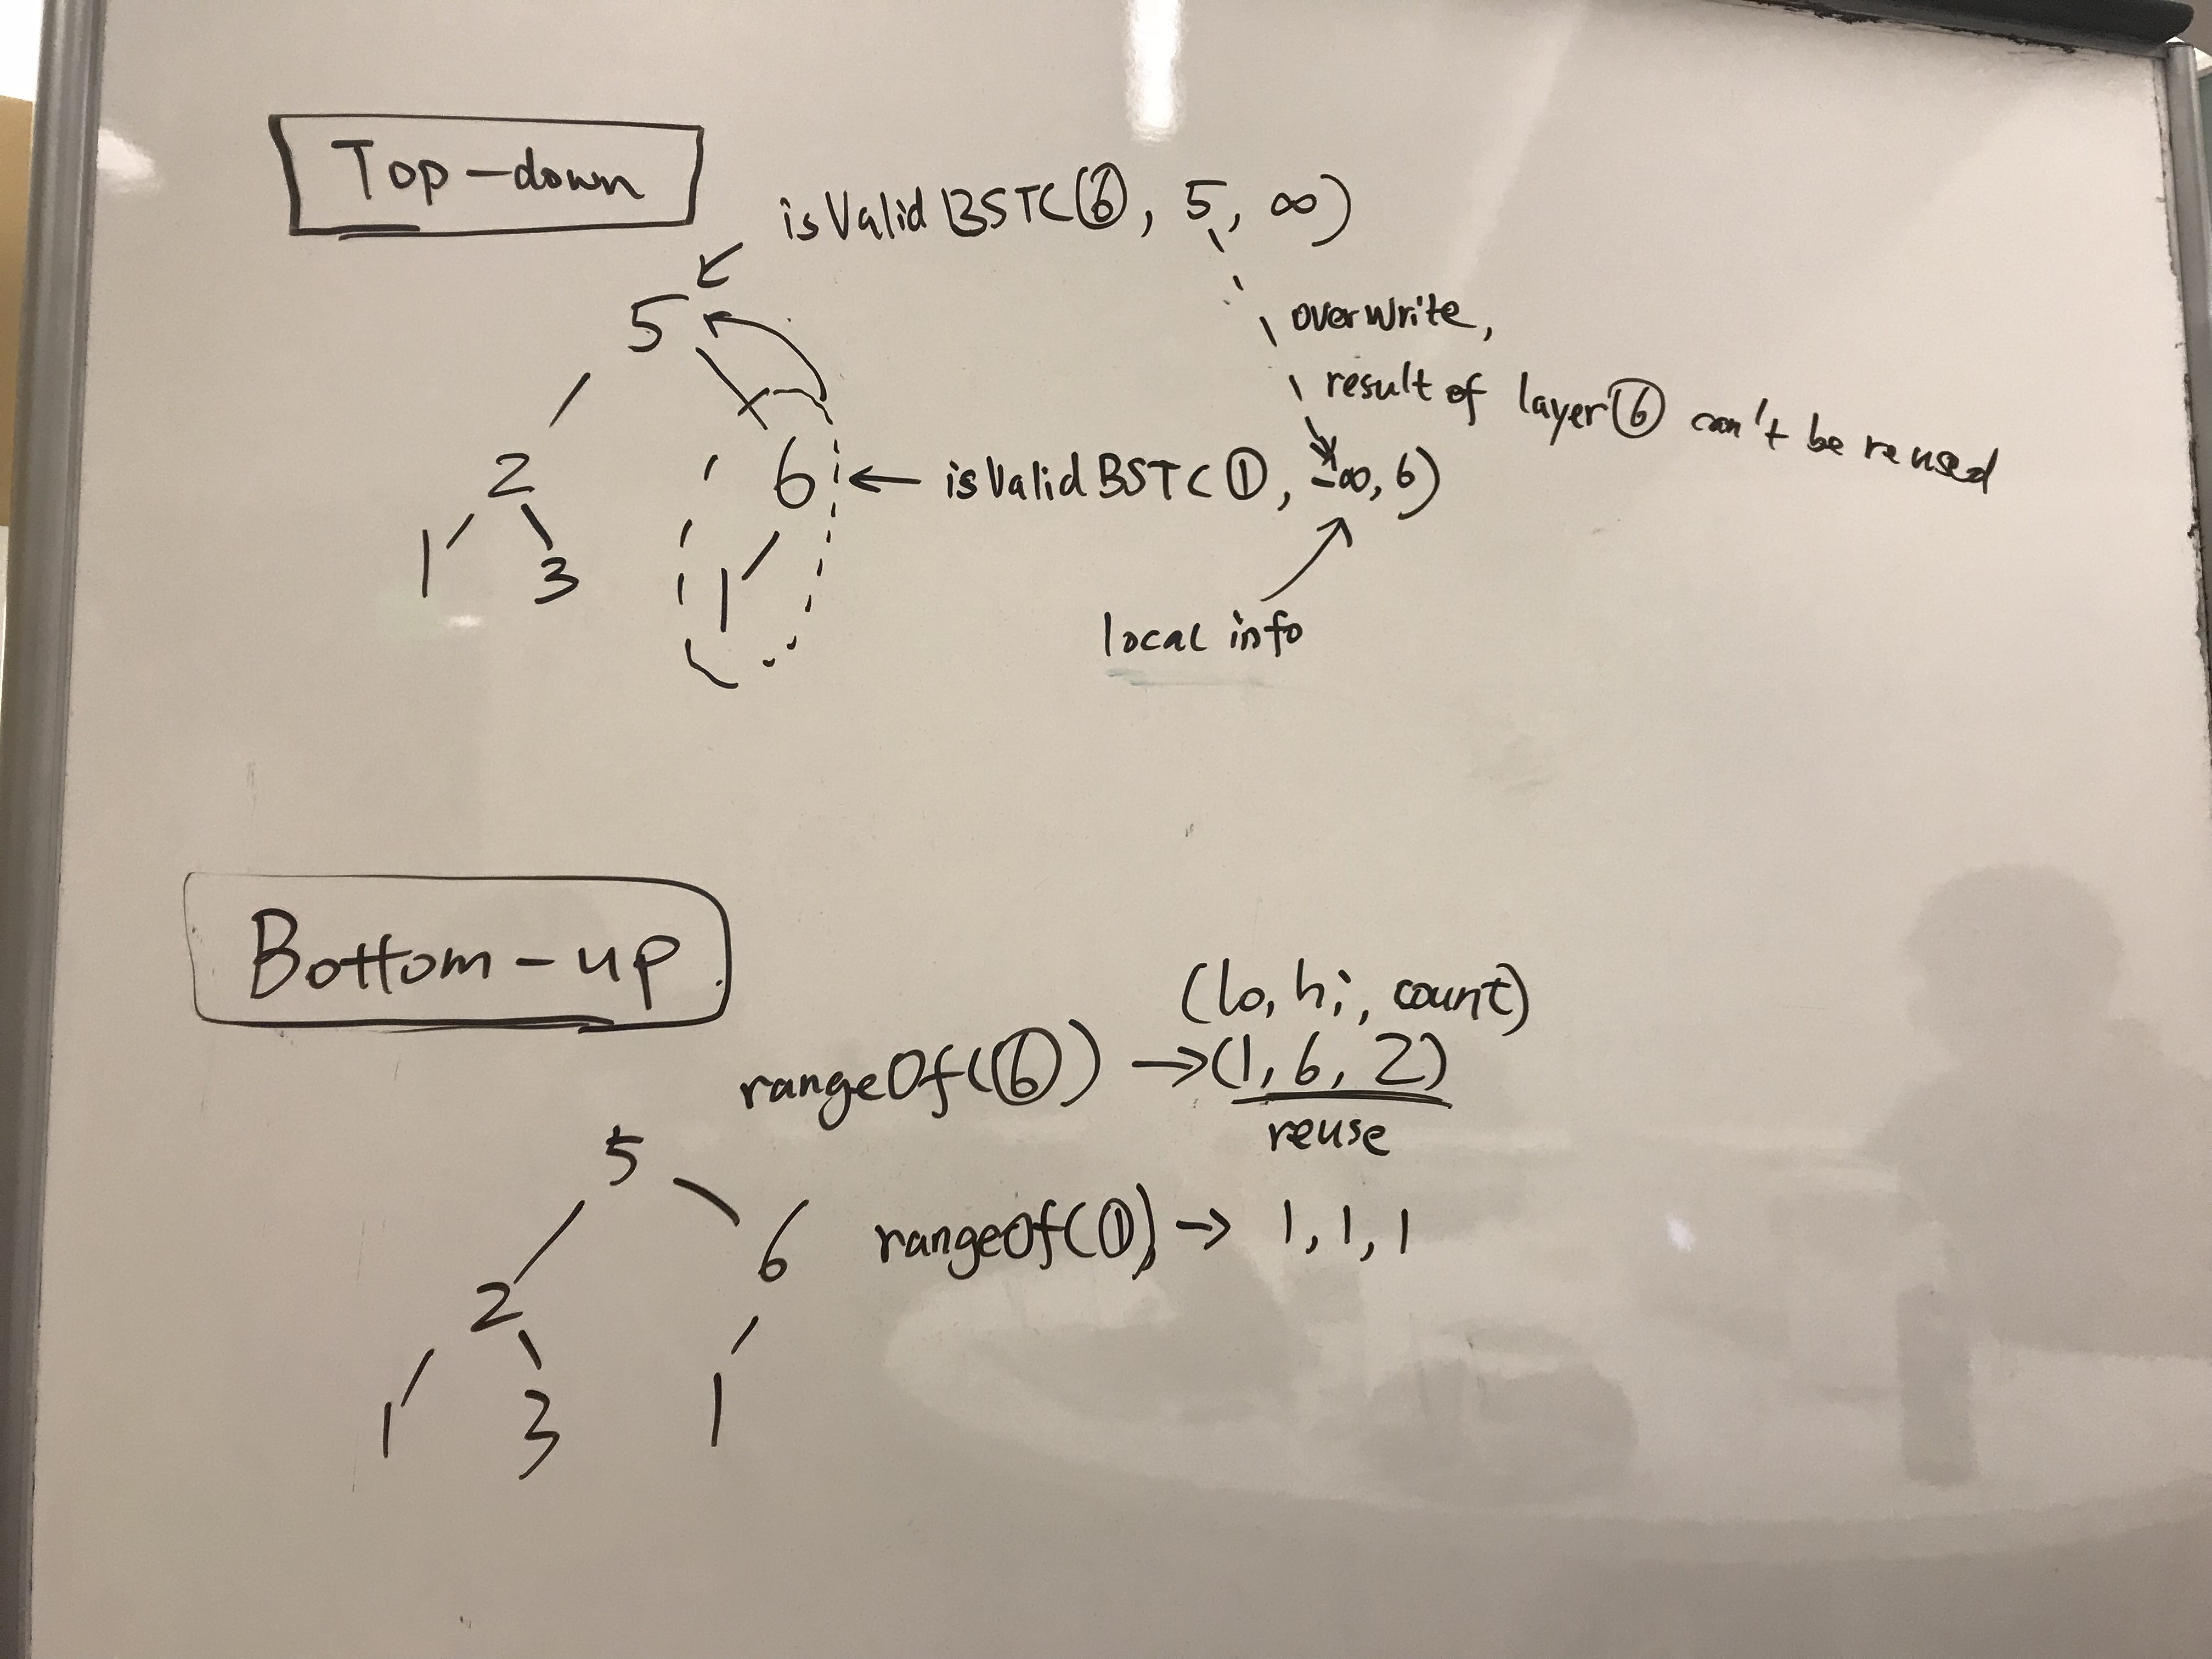 Top-down
isValidBST(⑥, 5, ∞)
5
overwrite,
result of layer⑥ can't be reused
2 6 ← isValidBST(①, -∞, 6)
1 3 1
local info
Bottom-up
(lo, hi, count)
rangeOf(⑥) → (1, 6, 2)
reuse
5
6 rangeOf(①) → 1, 1, 1
2
1 3 1